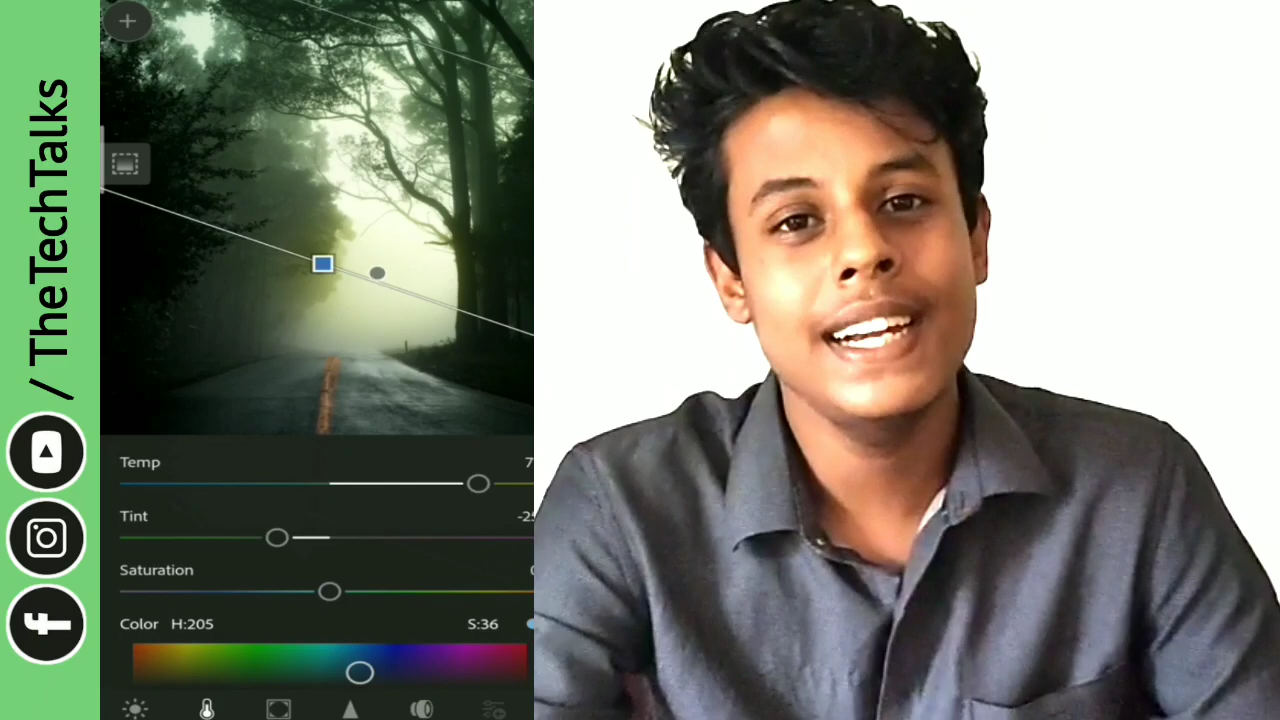 / TheTechTalks
Temp
Tint
Saturation
Color H:205 S:36